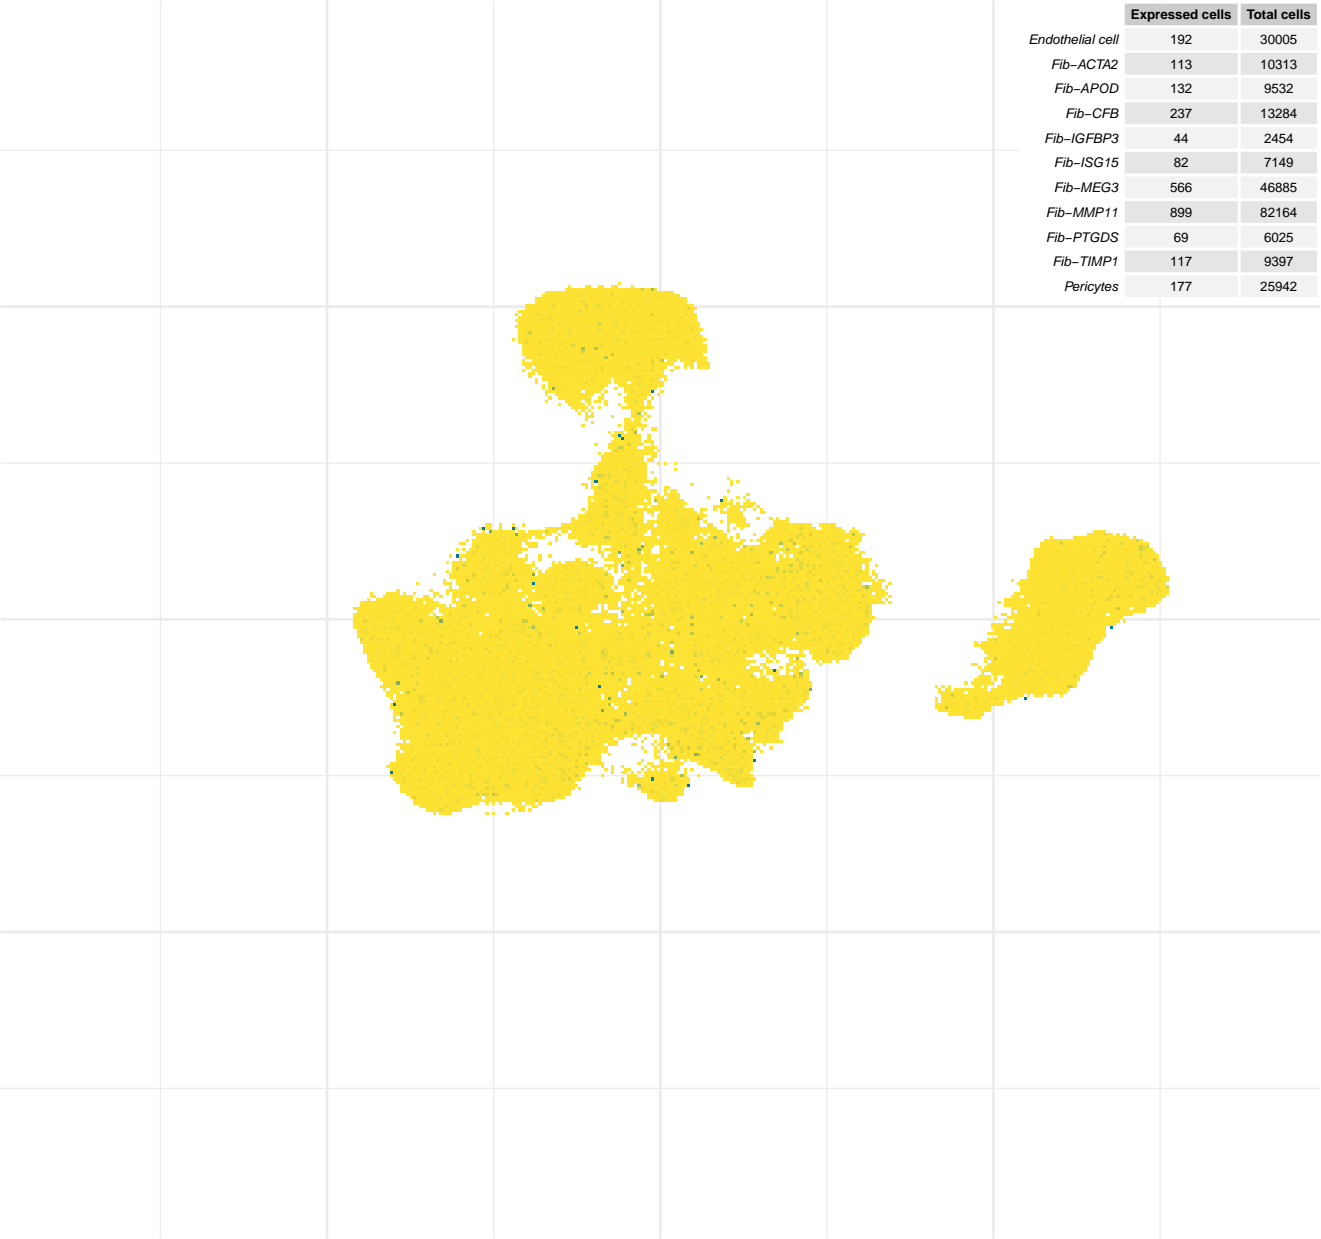 Expressed cells Total cells
Endothelial cell 192 30005
Fib−ACTA2 113 10313
Fib−APOD 132 9532
Fib−CFB 237 13284
Fib−IGFBP3 44 2454
Fib−ISG15 82 7149
Fib−MEG3 566 46885
Fib−MMP11 899 82164
Fib−PTGDS 69 6025
Fib−TIMP1 117 9397
Pericytes 177 25942